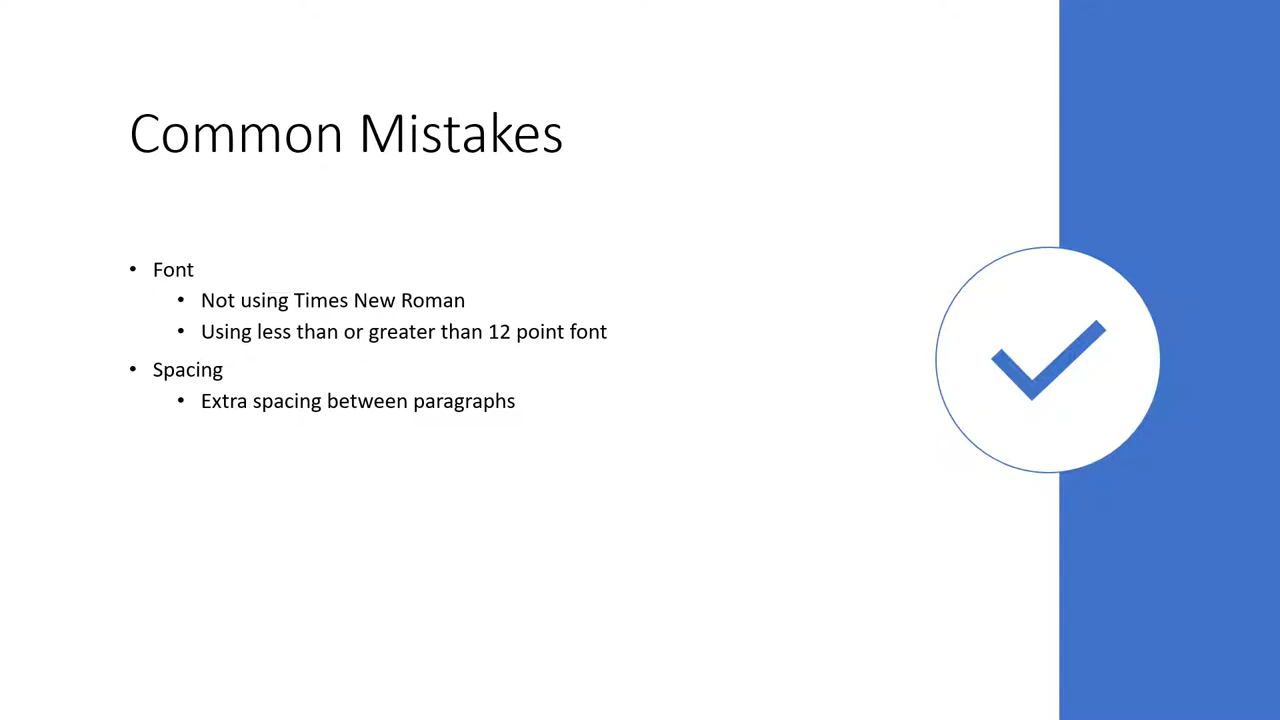 Common Mistakes
• Font
• Not using Times New Roman
• Using less than or greater than 12 point font
• Spacing
• Extra spacing between paragraphs